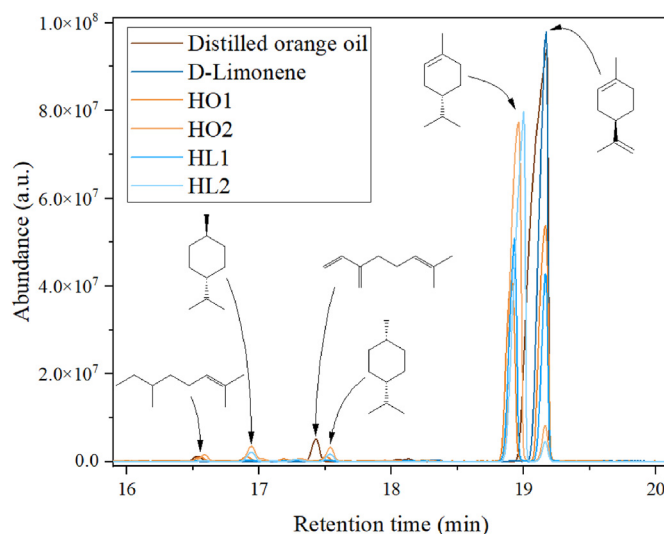 1.0×10⁸
8.0×10⁷
6.0×10⁷
4.0×10⁷
2.0×10⁷
0.0
Abundance (a.u.)
Distilled orange oil
D-Limonene
HO1
HO2
HL1
HL2
16 17 18 19 20
Retention time (min)